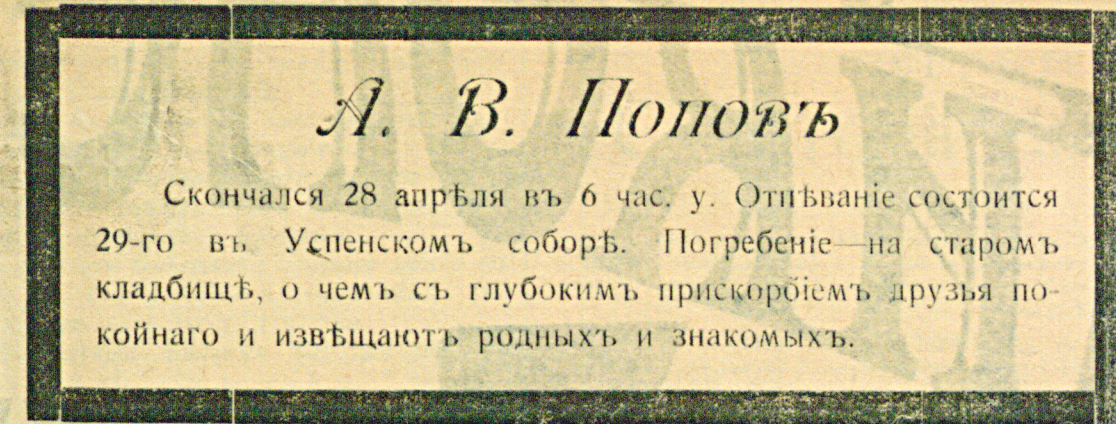 А. В. Поповъ
Скончался 28 апрѣля въ 6 час. у. Отпѣваніе состоится
29-го въ Успенскомъ соборѣ. Погребеніе—на старомъ
кладбищѣ, о чемъ съ глубокимъ прискорбіемъ друзья по-
койнаго и извѣщаютъ родныхъ и знакомыхъ.